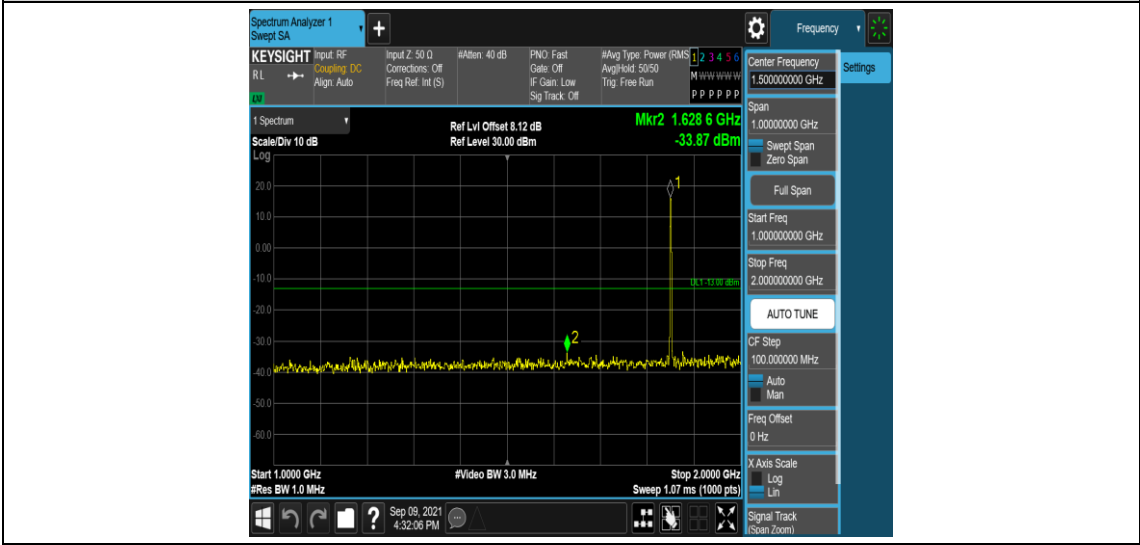 Spectrum Analyzer 1
Swept SA
+
Frequency
KEYSIGHT
RL
Input: RF
Coupling: DC
Align: Auto
Input Z: 50 Ω
Corrections: Off
Freq Ref: Int (S)
#Atten: 40 dB
PNO: Fast
Gate: Off
IF Gain: Low
Sig Track: Off
#Avg Type: Power (RMS
Avg|Hold: 50/50
Trig: Free Run
1 2 3 4 5 6
M W W W W W
P P P P P P
1 Spectrum
Scale/Div 10 dB
Ref Lvl Offset 8.12 dB
Ref Level 30.00 dBm
Mkr2 1.628 6 GHz
-33.87 dBm
Log
20.0
10.0
0.00
-10.0
-20.0
-30.0
-40.0
-50.0
-60.0
1
DL1 -13.00 dBm
2
Start 1.0000 GHz
#Video BW 3.0 MHz
Stop 2.0000 GHz
#Res BW 1.0 MHz
Sweep 1.07 ms (1000 pts)
?
Sep 09, 2021
4:32:06 PM
Center Frequency
1.500000000 GHz
Settings
Span
1.00000000 GHz
Swept Span
Zero Span
Full Span
Start Freq
1.000000000 GHz
Stop Freq
2.000000000 GHz
AUTO TUNE
CF Step
100.000000 MHz
Auto
Man
Freq Offset
0 Hz
X Axis Scale
Log
Lin
Signal Track
(Span Zoom)